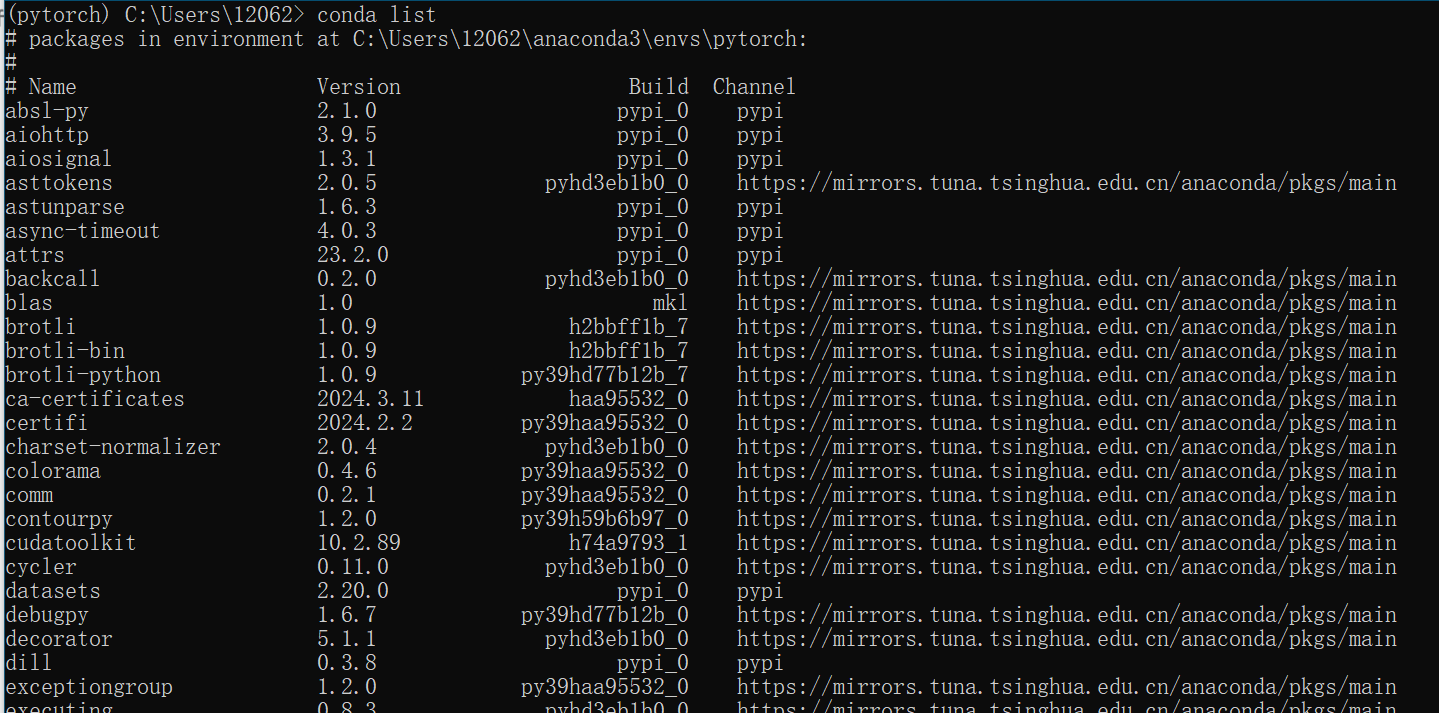 (pytorch) C:\Users\12062> conda list
# packages in environment at C:\Users\12062\anaconda3\envs\pytorch:
#
# Name                    Version                   Build  Channel
absl-py                   2.1.0                    pypi_0    pypi
aiohttp                   3.9.5                    pypi_0    pypi
aiosignal                 1.3.1                    pypi_0    pypi
asttokens                 2.0.5              pyhd3eb1b0_0    https://mirrors.tuna.tsinghua.edu.cn/anaconda/pkgs/main
astunparse                1.6.3                    pypi_0    pypi
async-timeout             4.0.3                    pypi_0    pypi
attrs                     23.2.0                   pypi_0    pypi
backcall                  0.2.0              pyhd3eb1b0_0    https://mirrors.tuna.tsinghua.edu.cn/anaconda/pkgs/main
blas                      1.0                         mkl    https://mirrors.tuna.tsinghua.edu.cn/anaconda/pkgs/main
brotli                    1.0.9                h2bbff1b_7    https://mirrors.tuna.tsinghua.edu.cn/anaconda/pkgs/main
brotli-bin                1.0.9                h2bbff1b_7    https://mirrors.tuna.tsinghua.edu.cn/anaconda/pkgs/main
brotli-python             1.0.9            py39hd77b12b_7    https://mirrors.tuna.tsinghua.edu.cn/anaconda/pkgs/main
ca-certificates           2024.3.11            haa95532_0    https://mirrors.tuna.tsinghua.edu.cn/anaconda/pkgs/main
certifi                   2024.2.2         py39haa95532_0    https://mirrors.tuna.tsinghua.edu.cn/anaconda/pkgs/main
charset-normalizer        2.0.4              pyhd3eb1b0_0    https://mirrors.tuna.tsinghua.edu.cn/anaconda/pkgs/main
colorama                  0.4.6            py39haa95532_0    https://mirrors.tuna.tsinghua.edu.cn/anaconda/pkgs/main
comm                      0.2.1            py39haa95532_0    https://mirrors.tuna.tsinghua.edu.cn/anaconda/pkgs/main
contourpy                 1.2.0            py39h59b6b97_0    https://mirrors.tuna.tsinghua.edu.cn/anaconda/pkgs/main
cudatoolkit               10.2.89              h74a9793_1    https://mirrors.tuna.tsinghua.edu.cn/anaconda/pkgs/main
cycler                    0.11.0             pyhd3eb1b0_0    https://mirrors.tuna.tsinghua.edu.cn/anaconda/pkgs/main
datasets                  2.20.0                   pypi_0    pypi
debugpy                   1.6.7            py39hd77b12b_0    https://mirrors.tuna.tsinghua.edu.cn/anaconda/pkgs/main
decorator                 5.1.1              pyhd3eb1b0_0    https://mirrors.tuna.tsinghua.edu.cn/anaconda/pkgs/main
dill                      0.3.8                    pypi_0    pypi
exceptiongroup            1.2.0            py39haa95532_0    https://mirrors.tuna.tsinghua.edu.cn/anaconda/pkgs/main
executing                 0.8.3              pyhd3eb1b0_0    https://mirrors.tuna.tsinghua.edu.cn/anaconda/pkgs/main